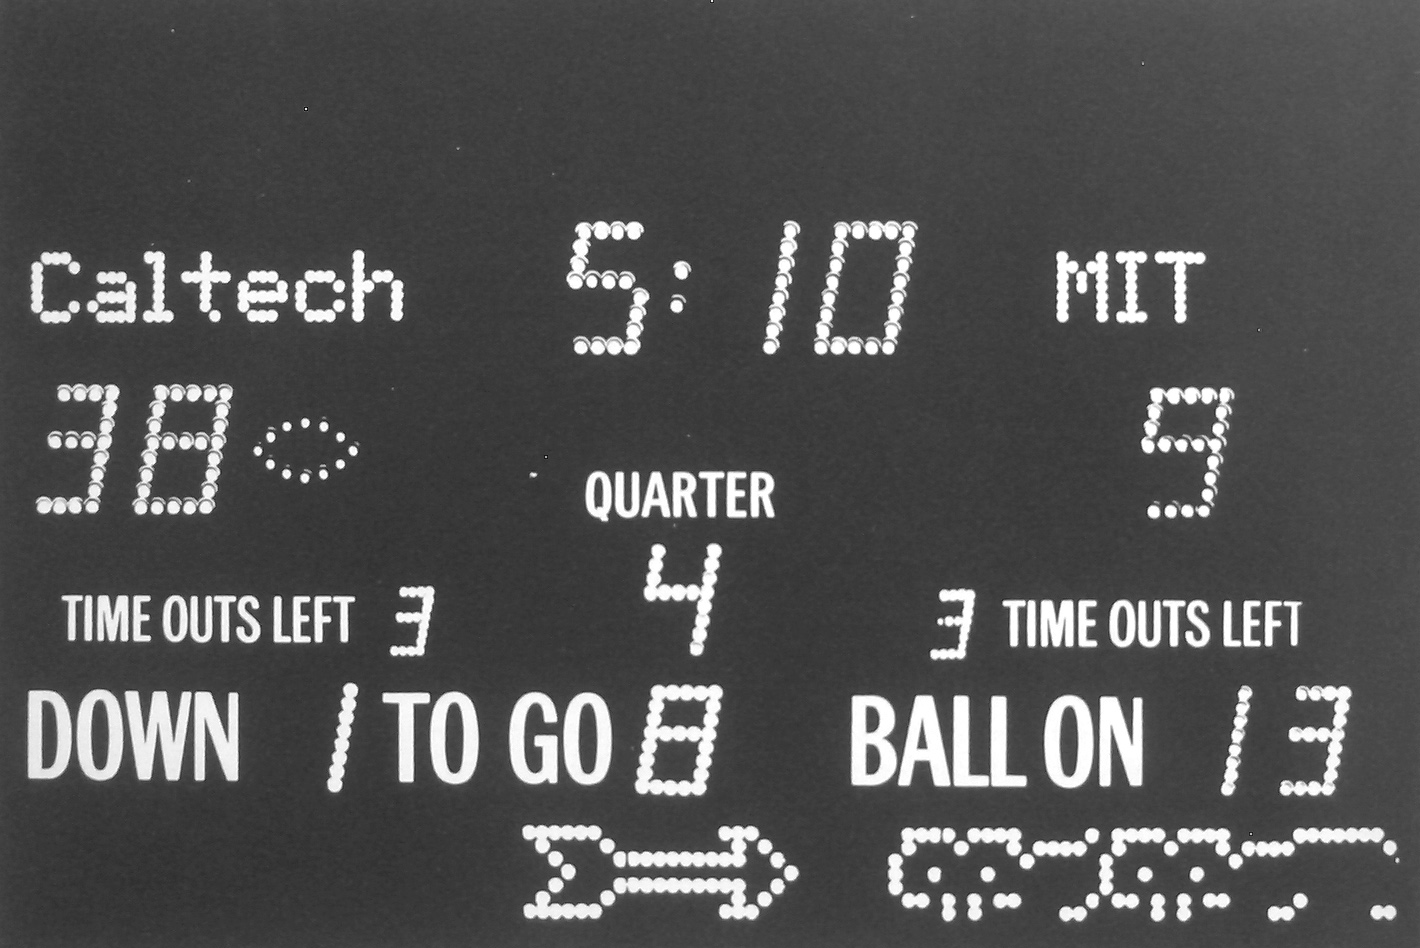 Caltech 5:10 MIT
38 9
QUARTER
4
TIME OUTS LEFT 3 3 TIME OUTS LEFT
DOWN 1 TO GO 8 BALL ON 13